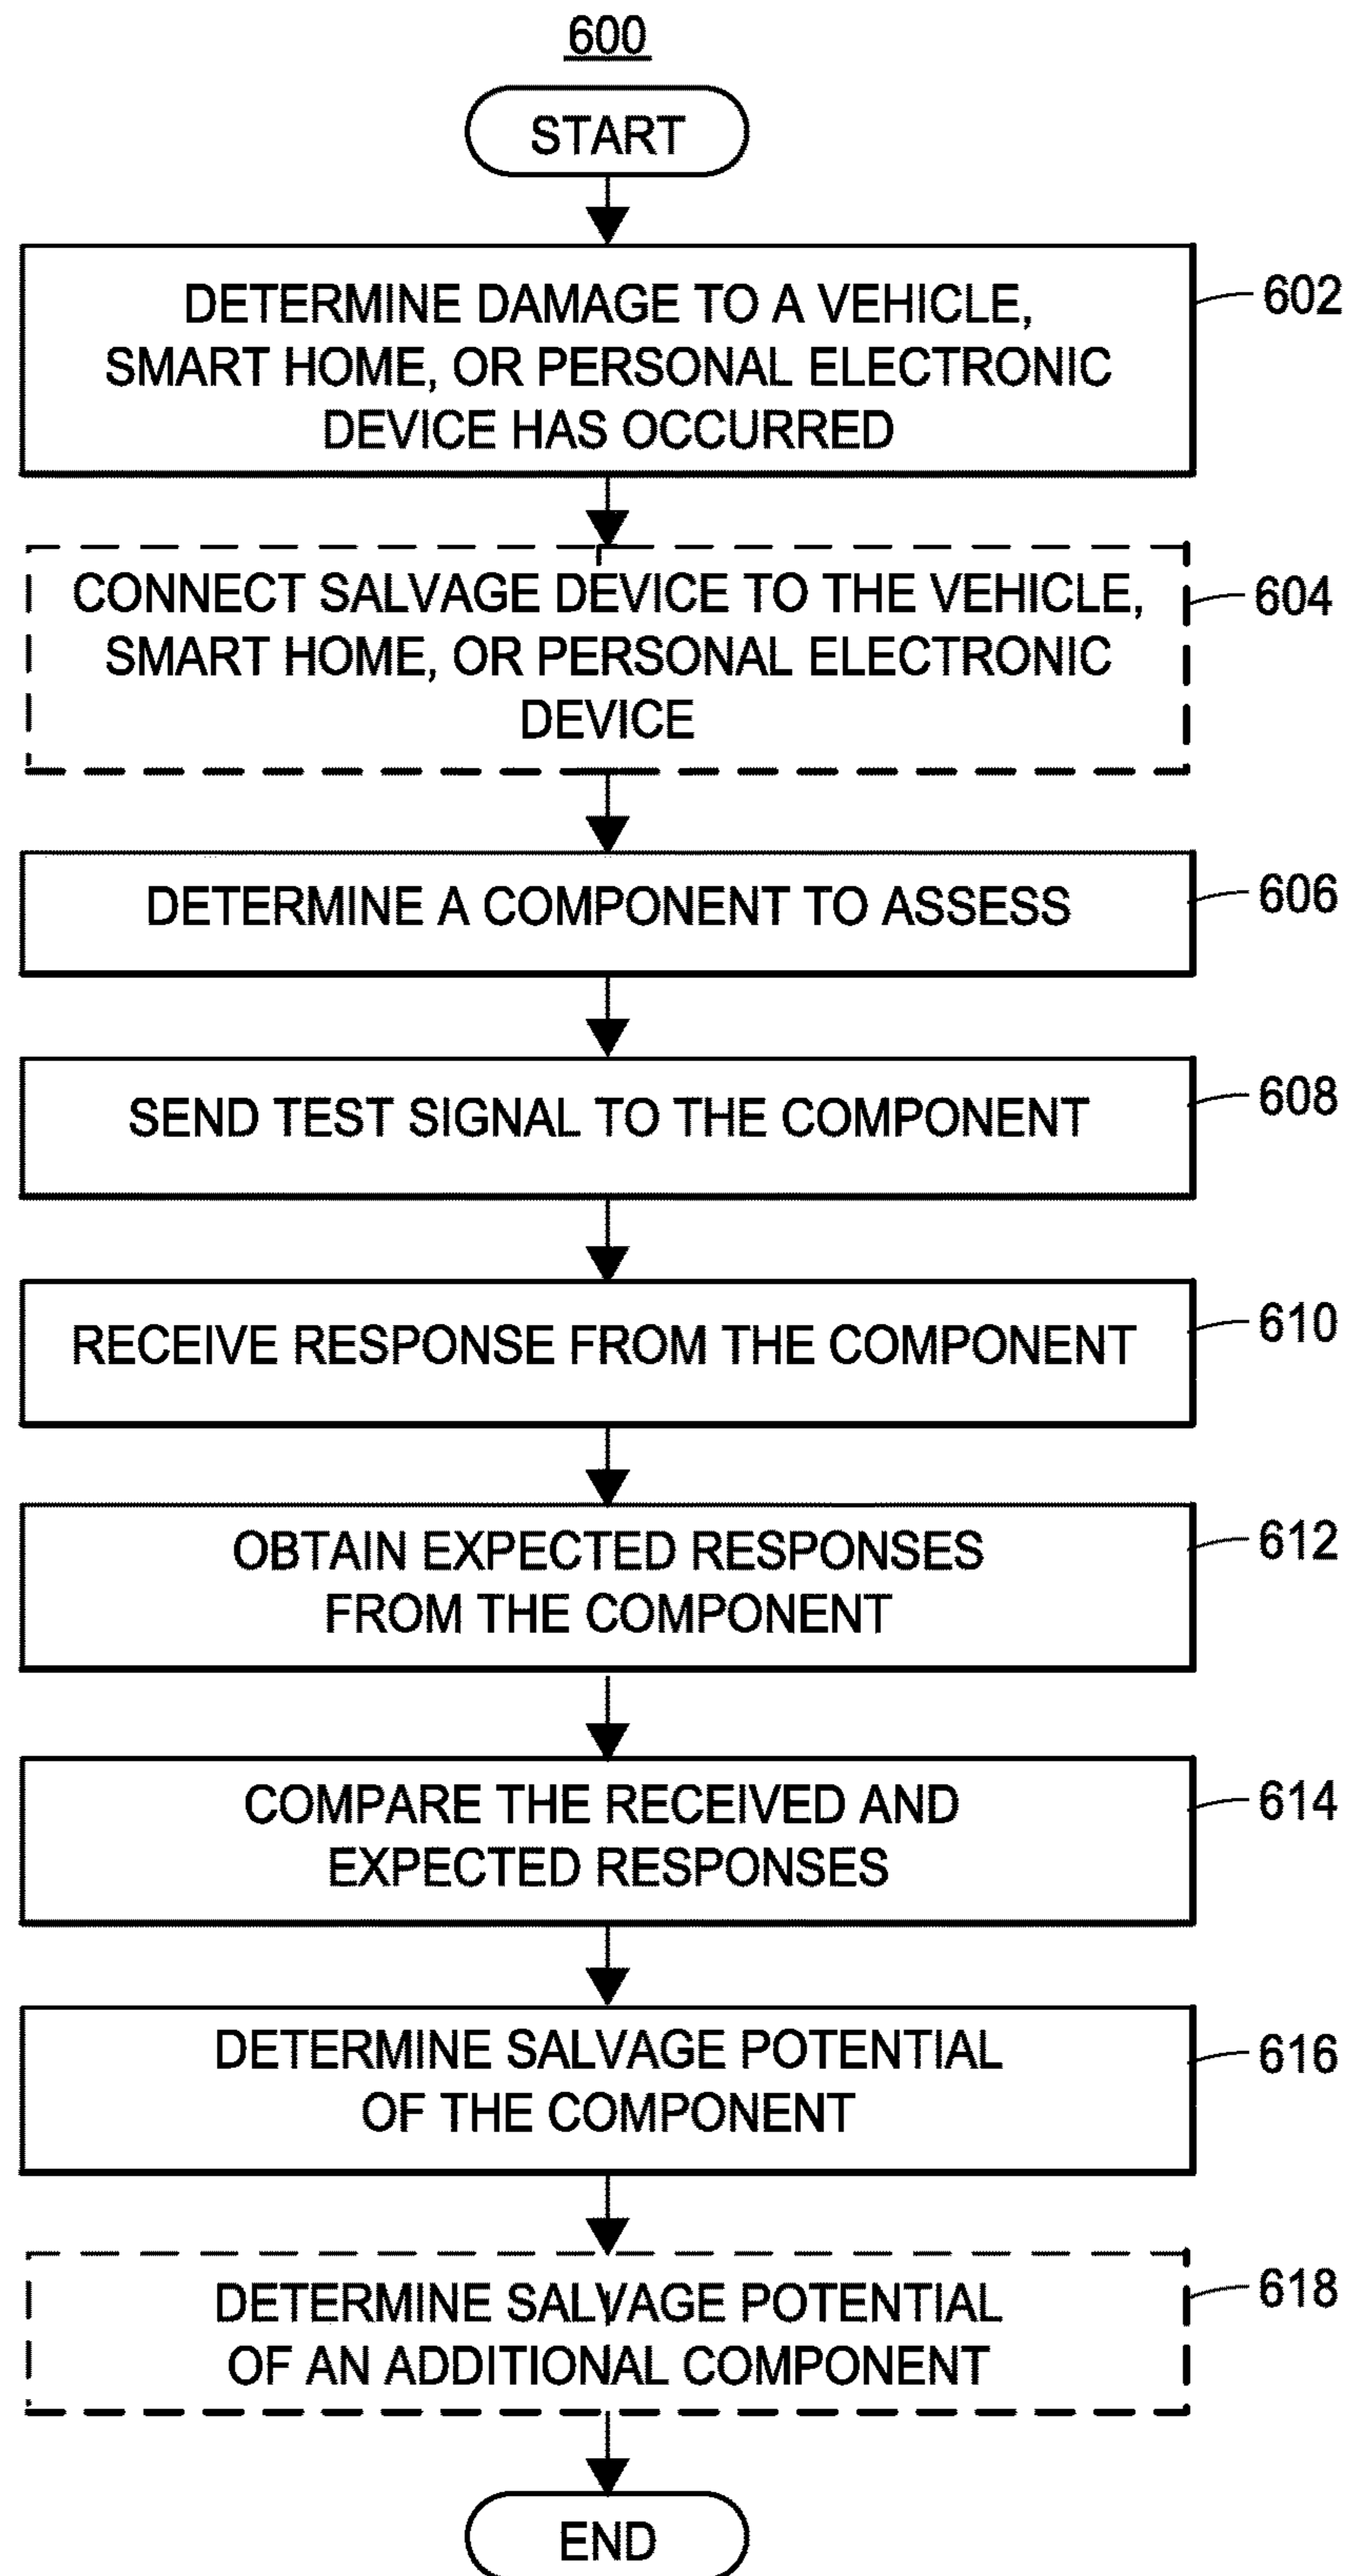 600
START
DETERMINE DAMAGE TO A VEHICLE,
SMART HOME, OR PERSONAL ELECTRONIC
DEVICE HAS OCCURRED
602
CONNECT SALVAGE DEVICE TO THE VEHICLE,
SMART HOME, OR PERSONAL ELECTRONIC
DEVICE
604
DETERMINE A COMPONENT TO ASSESS
606
SEND TEST SIGNAL TO THE COMPONENT
608
RECEIVE RESPONSE FROM THE COMPONENT
610
OBTAIN EXPECTED RESPONSES
FROM THE COMPONENT
612
COMPARE THE RECEIVED AND
EXPECTED RESPONSES
614
DETERMINE SALVAGE POTENTIAL
OF THE COMPONENT
616
DETERMINE SALVAGE POTENTIAL
OF AN ADDITIONAL COMPONENT
618
END